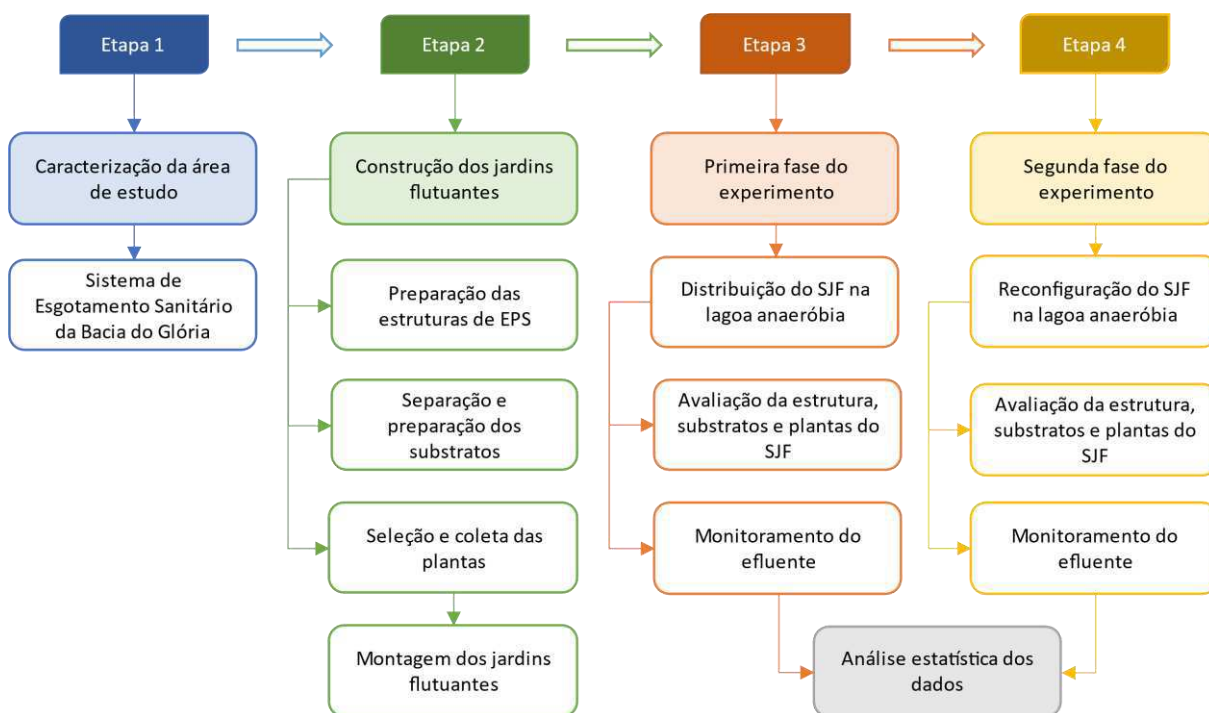 Etapa 1
Etapa 2
Etapa 3
Etapa 4
Caracterização da área
de estudo
Sistema de
Esgotamento Sanitário
da Bacia do Glória
Construção dos jardins
flutuantes
Preparação das
estruturas de EPS
Separação e
preparação dos
substratos
Seleção e coleta das
plantas
Montagem dos jardins
flutuantes
Primeira fase do
experimento
Distribuição do SJF na
lagoa anaeróbia
Avaliação da estrutura,
substratos e plantas do
SJF
Monitoramento do
efluente
Segunda fase do
experimento
Reconfiguração do SJF
na lagoa anaeróbia
Avaliação da estrutura,
substratos e plantas do
SJF
Monitoramento do
efluente
Análise estatística dos
dados